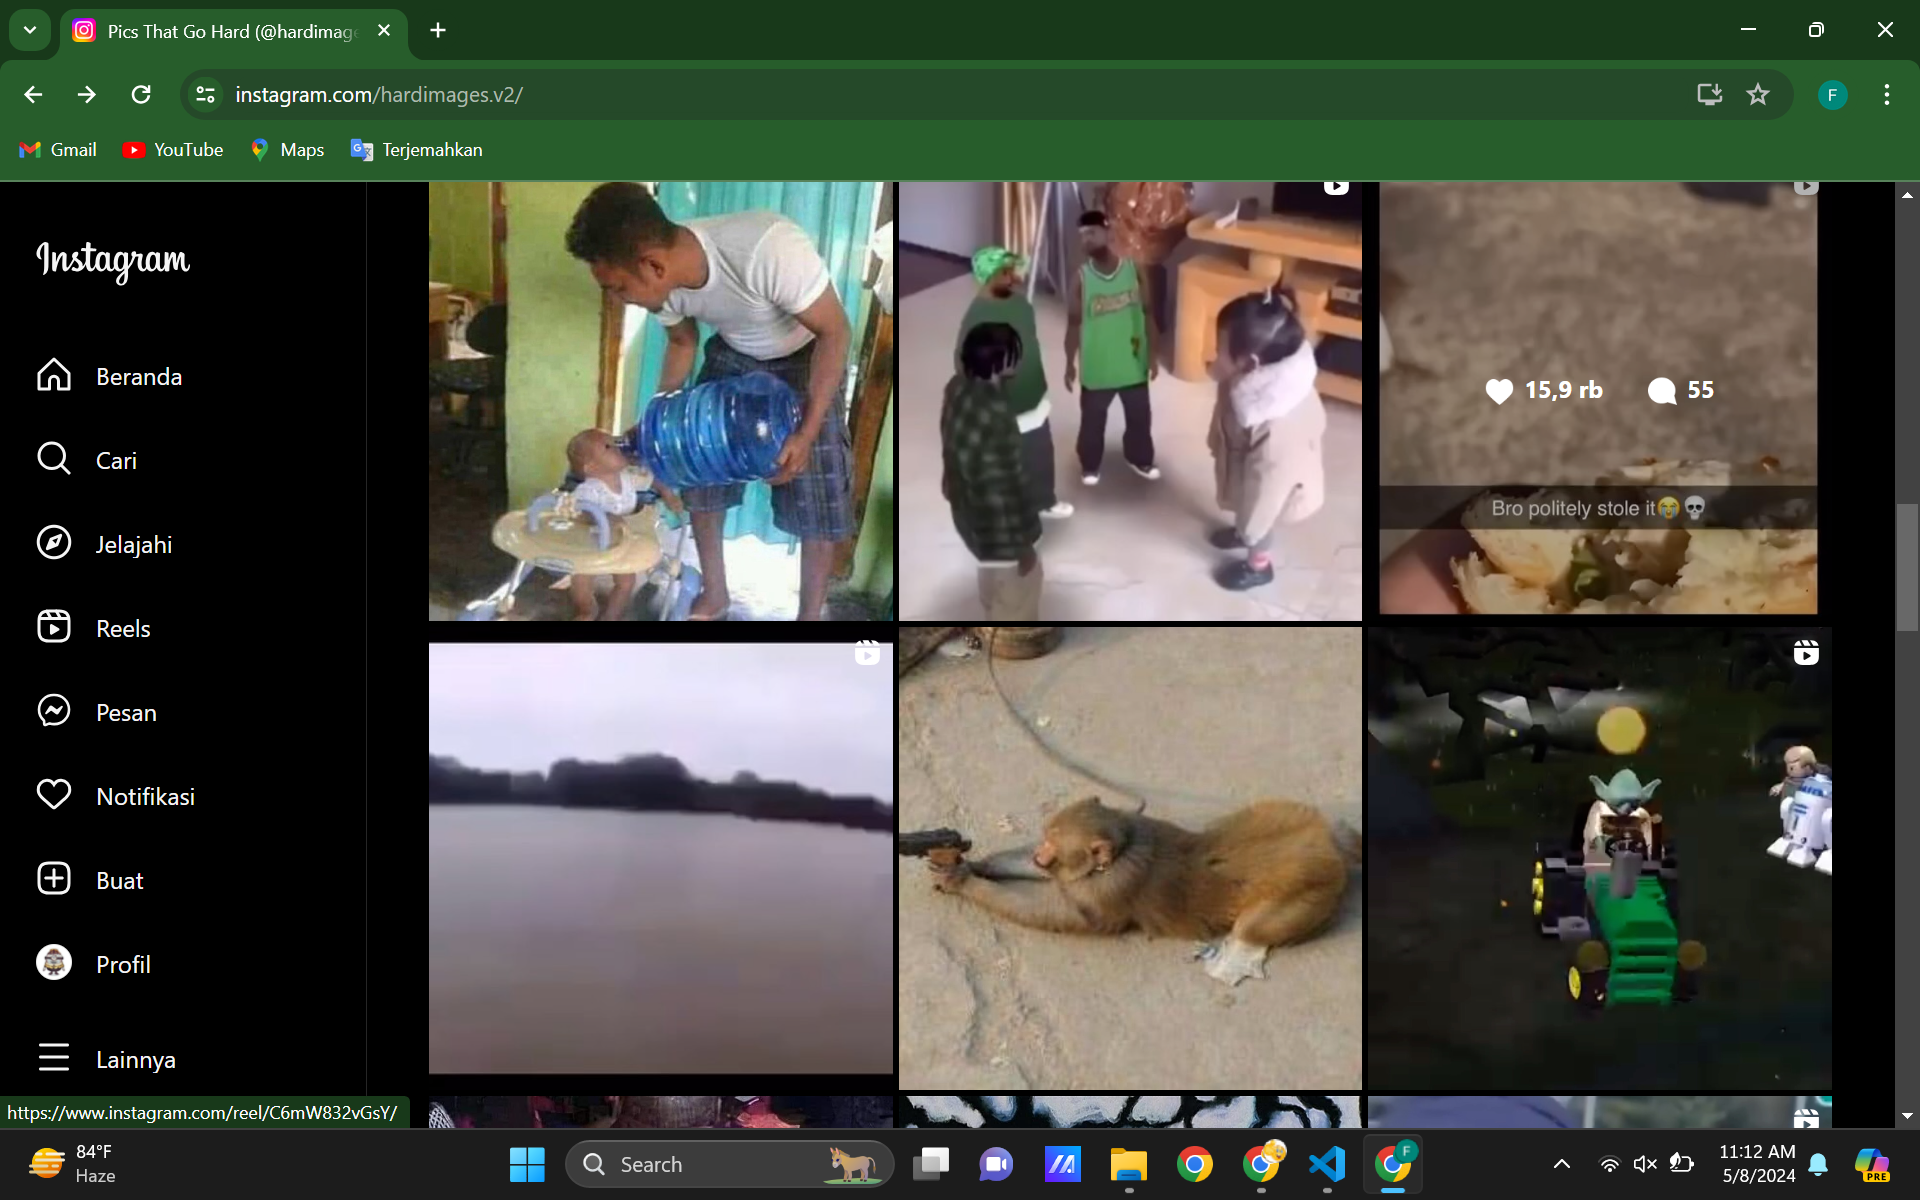 Pics That Go Hard (@hardimage
instagram.com/hardimages.v2/
F
Gmail
YouTube
Maps
Terjemahkan
Instagram
Beranda
Cari
Jelajahi
Reels
Pesan
Notifikasi
Buat
Profil
Lainnya
15,9 rb
55
Bro politely stole it😭💀
https://www.instagram.com/reel/C6mW832vGsY/
84°F
Haze
Search
F
11:12 AM
5/8/2024
PRE